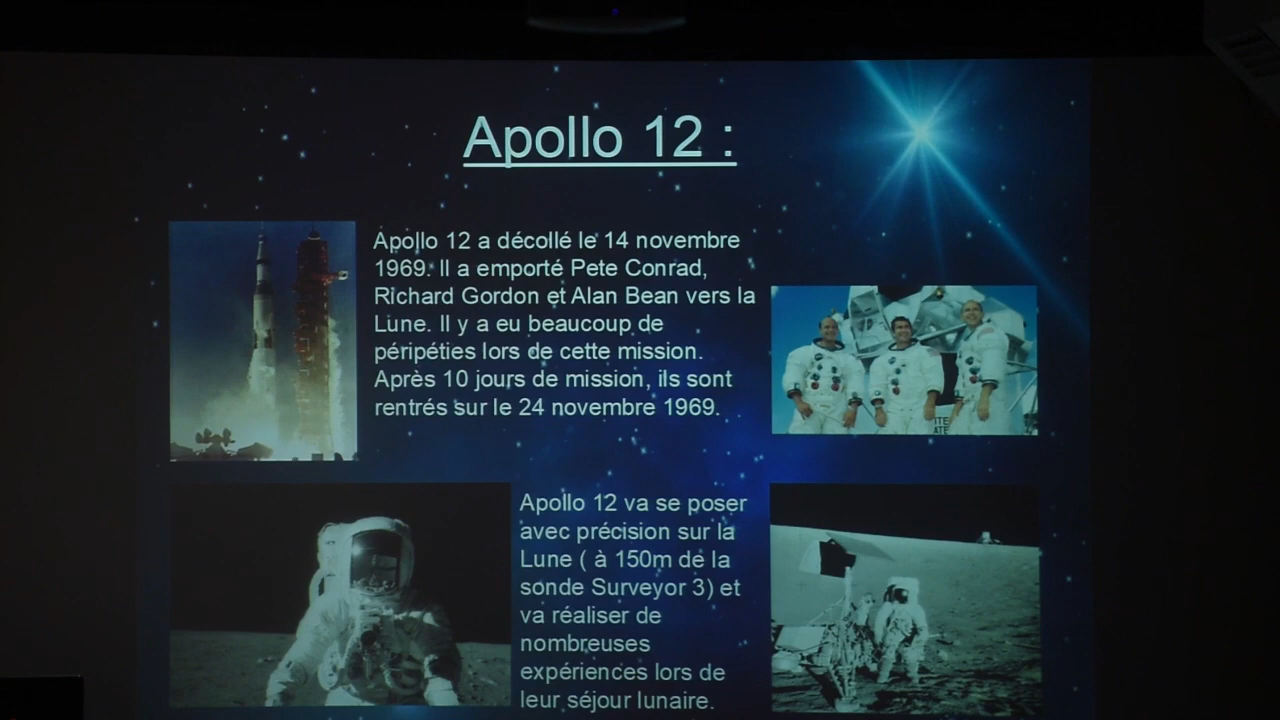 Apollo 12 :
Apollo 12 a décollé le 14 novembre
1969. Il a emporté Pete Conrad,
Richard Gordon et Alan Bean vers la
Lune. Il y a eu beaucoup de
péripéties lors de cette mission.
Après 10 jours de mission, ils sont
rentrés sur le 24 novembre 1969.
Apollo 12 va se poser
avec précision sur la
Lune ( à 150m de la
sonde Surveyor 3) et
va réaliser de
nombreuses
expériences lors de
leur séjour lunaire.